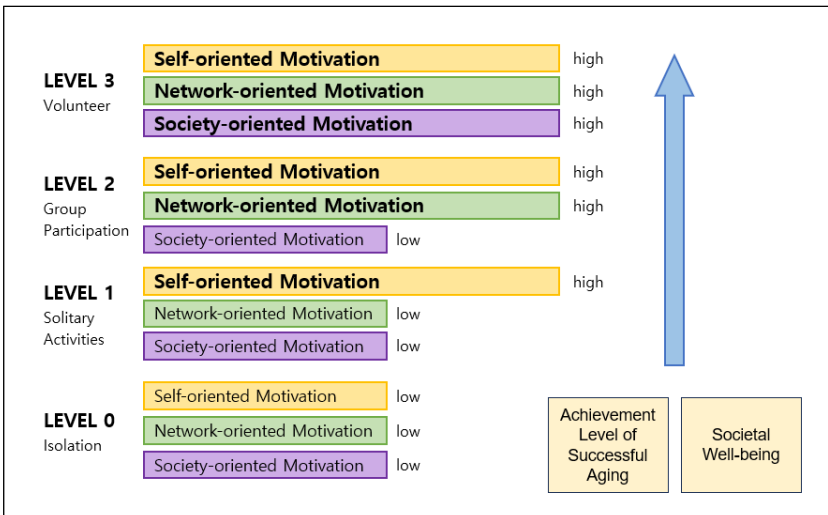 LEVEL 3
Volunteer
Self-oriented Motivation high
Network-oriented Motivation high
Society-oriented Motivation high
LEVEL 2
Group
Participation
Self-oriented Motivation high
Network-oriented Motivation high
Society-oriented Motivation low
LEVEL 1
Solitary
Activities
Self-oriented Motivation high
Network-oriented Motivation low
Society-oriented Motivation low
LEVEL 0
Isolation
Self-oriented Motivation low
Network-oriented Motivation low
Society-oriented Motivation low
Achievement
Level of
Successful
Aging
Societal
Well-being